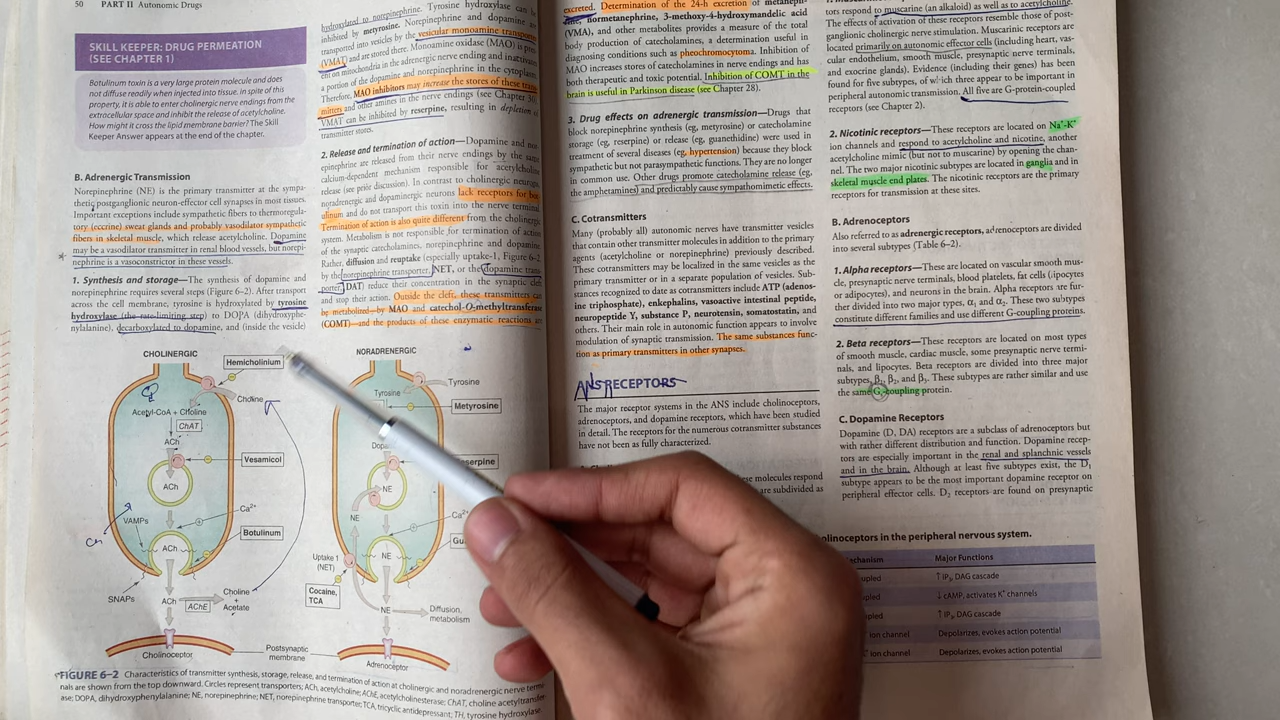 50 PART II Autonomic Drugs
SKILL KEEPER: DRUG PERMEATION
(SEE CHAPTER 1)
Botulinum toxin is a very large protein molecule and does
not diffuse readily when injected into tissue. In spite of this
property, it is able to enter cholinergic nerve endings from the
extracellular space and inhibit the release of acetylcholine.
How might it cross the lipid membrane barrier? The Skill
Keeper Answer appears at the end of the chapter.
B. Adrenergic Transmission
Norepinephrine (NE) is the primary transmitter at the sympa-
thetic postganglionic neuron-effector cell synapses in most tissues.
Important exceptions include sympathetic fibers to thermoregula-
tory (eccrine) sweat glands and probably vasodilator sympathetic
fibers in skeletal muscle, which release acetylcholine. Dopamine
may be a vasodilator transmitter in renal blood vessels, but norepi-
nephrine is a vasoconstrictor in these vessels.
1. Synthesis and storage—The synthesis of dopamine and
norepinephrine requires several steps (Figure 6–2). After transport
across the cell membrane, tyrosine is hydroxylated by tyrosine
hydroxylase (the rate-limiting step) to DOPA (dihydroxyphe-
nylalanine), decarboxylated to dopamine, and (inside the vesicle)
hydroxylated to norepinephrine. Tyrosine hydroxylase can
inhibited by metyrosine. Norepinephrine and dopamine are
transported into vesicles by the vesicular monoamine transporter
(VMAT) and are stored there. Monoamine oxidase (MAO) is pres-
ent on mitochondria in the adrenergic nerve ending and inactivates
a portion of the dopamine and norepinephrine in the cytoplasm.
Therefore, MAO inhibitors may increase the stores of these trans-
mitters and other amines in the nerve endings (see Chapter 30).
VMAT can be inhibited by reserpine, resulting in depletion of
transmitter stores.
2. Release and termination of action—Dopamine and nor-
epinephrine are released from their nerve endings by the same
calcium-dependent mechanism responsible for acetylcholine
release (see prior discussion). In contrast to cholinergic neurons,
noradrenergic and dopaminergic neurons lack receptors for bot-
ulinum and do not transport this toxin into the nerve terminal.
Termination of action is also quite different from the cholinergic
system. Metabolism is not responsible for termination of action
of the synaptic catecholamines, norepinephrine and dopamine.
Rather, diffusion and reuptake (especially uptake-1, Figure 6–2,
by the norepinephrine transporter, NET, or the dopamine trans-
porter, DAT) reduce their concentration in the synaptic cleft
and stop their action. Outside the cleft, these transmitters can
be metabolized—by MAO and catechol-O-methyltransferase
(COMT)—and the products of these enzymatic reactions are
excreted. Determination of the 24-h excretion of metaneph-
rine, normetanephrine, 3-methoxy-4-hydroxymandelic acid
(VMA), and other metabolites provides a measure of the total
body production of catecholamines, a determination useful in
diagnosing conditions such as pheochromocytoma. Inhibition of
MAO increases stores of catecholamines in nerve endings and has
both therapeutic and toxic potential. Inhibition of COMT in the
brain is useful in Parkinson disease (see Chapter 28).
3. Drug effects on adrenergic transmission—Drugs that
block norepinephrine synthesis (eg, metyrosine) or catecholamine
storage (eg, reserpine) or release (eg, guanethidine) were used in
treatment of several diseases (eg, hypertension) because they block
sympathetic but not parasympathetic functions. They are no longer
in common use. Other drugs promote catecholamine release (eg,
the amphetamines) and predictably cause sympathomimetic effects.
C. Cotransmitters
Many (probably all) autonomic nerves have transmitter vesicles
that contain other transmitter molecules in addition to the primary
agents (acetylcholine or norepinephrine) previously described.
These cotransmitters may be localized in the same vesicles as the
primary transmitter or in a separate population of vesicles. Sub-
stances recognized to date as cotransmitters include ATP (adenos-
ine triphosphate), enkephalins, vasoactive intestinal peptide,
neuropeptide Y, substance P, neurotensin, somatostatin, and
others. Their main role in autonomic function appears to involve
modulation of synaptic transmission. The same substances func-
tion as primary transmitters in other synapses.
ANS RECEPTORS
The major receptor systems in the ANS include cholinoceptors,
adrenoceptors, and dopamine receptors, which have been studied
in detail. The receptors for the numerous cotransmitter substances
have not been as fully characterized.
molecules respond
are subdivided as
tors respond to muscarine (an alkaloid) as well as to acetylcholine.
The effects of activation of these receptors resemble those of post-
ganglionic cholinergic nerve stimulation. Muscarinic receptors are
located primarily on autonomic effector cells (including heart, vas-
cular endothelium, smooth muscle, presynaptic nerve terminals,
and exocrine glands). Evidence (including their genes) has been
found for five subtypes, of which three appear to be important in
peripheral autonomic transmission. All five are G-protein-coupled
receptors (see Chapter 2).
2. Nicotinic receptors—These receptors are located on Na⁺-K⁺
ion channels and respond to acetylcholine and nicotine, another
acetylcholine mimic (but not to muscarine) by opening the chan-
nel. The two major nicotinic subtypes are located in ganglia and in
skeletal muscle end plates. The nicotinic receptors are the primary
receptors for transmission at these sites.
B. Adrenoceptors
Also referred to as adrenergic receptors, adrenoceptors are divided
into several subtypes (Table 6–2).
1. Alpha receptors—These are located on vascular smooth mus-
cle, presynaptic nerve terminals, blood platelets, fat cells (lipocytes
or adipocytes), and neurons in the brain. Alpha receptors are fur-
ther divided into two major types, α₁ and α₂. These two subtypes
constitute different families and use different G-coupling proteins.
2. Beta receptors—These receptors are located on most types
of smooth muscle, cardiac muscle, some presynaptic nerve termi-
nals, and lipocytes. Beta receptors are divided into three major
subtypes, β₁, β₂, and β₃. These subtypes are rather similar and use
the same Gs-coupling protein.
C. Dopamine Receptors
Dopamine (D, DA) receptors are a subclass of adrenoceptors but
with rather different distribution and function. Dopamine recep-
tors are especially important in the renal and splanchnic vessels
and in the brain. Although at least five subtypes exist, the D₁
subtype appears to be the most important dopamine receptor on
peripheral effector cells. D₂ receptors are found on presynaptic
olinoceptors in the peripheral nervous system.
echanism Major Functions
upled ↑ IP₃, DAG cascade
upled ↓ cAMP, activates K⁺ channels
upled ↑ IP₃, DAG cascade
ion channel Depolarizes, evokes action potential
ion channel Depolarizes, evokes action potential
CHOLINERGIC
Hemicholinium
Choline
Acetyl-CoA + Choline
ChAT
ACh
Vesamicol
ACh
Ca²⁺
VAMPs
Botulinum
ACh
SNAPs
ACh
AChE
Choline
+
Acetate
Cholinoceptor
Postsynaptic
membrane
NORADRENERGIC
Tyrosine
Tyrosine
Metyrosine
Dopa
serpine
NE
NE
Ca²⁺
Gu
NE
Uptake 1
(NET)
Cocaine,
TCA
NE
Diffusion,
metabolism
Adrenoceptor
FIGURE 6–2 Characteristics of transmitter synthesis, storage, release, and termination of action at cholinergic and noradrenergic nerve termi-
nals are shown from the top downward. Circles represent transporters; ACh, acetylcholine; AChE, acetylcholinesterase; ChAT, choline acetyltransfer-
ase; DOPA, dihydroxyphenylalanine; NE, norepinephrine; NET, norepinephrine transporter; TCA, tricyclic antidepressant; TH, tyrosine hydroxylase.